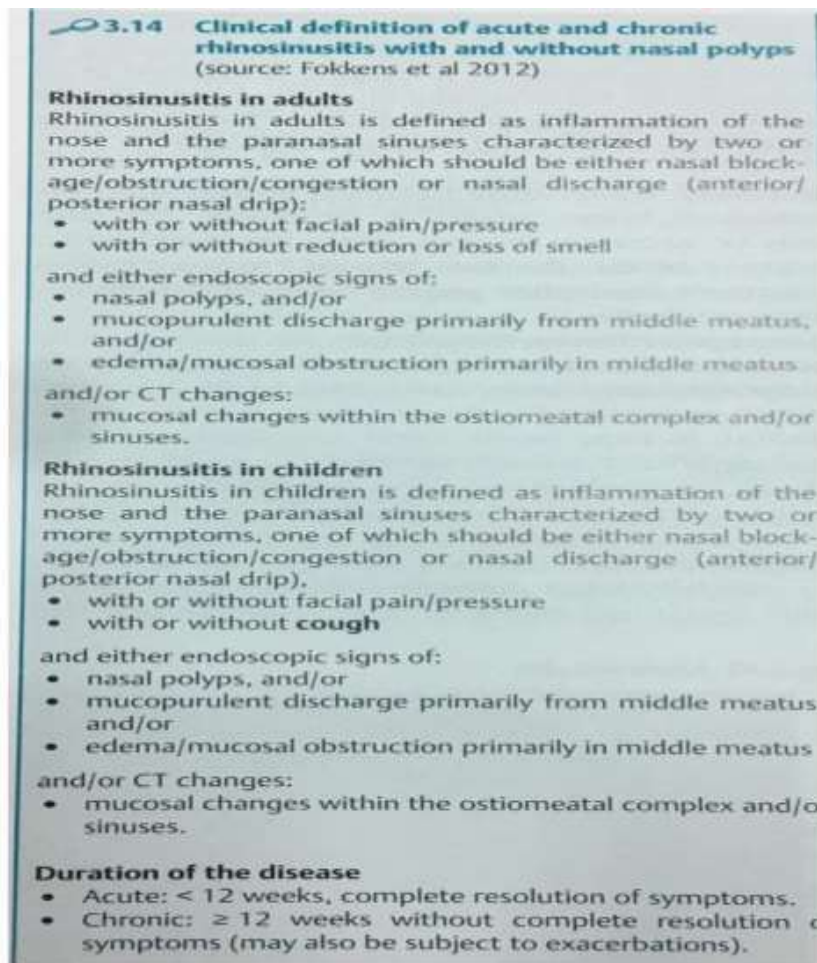 3.14 Clinical definition of acute and chronic
rhinosinusitis with and without nasal polyps
(source: Fokkens et al 2012)
Rhinosinusitis in adults
Rhinosinusitis in adults is defined as inflammation of the
nose and the paranasal sinuses characterized by two or
more symptoms, one of which should be either nasal block-
age/obstruction/congestion or nasal discharge (anterior/
posterior nasal drip):
• with or without facial pain/pressure
• with or without reduction or loss of smell
and either endoscopic signs of:
• nasal polyps, and/or
• mucopurulent discharge primarily from middle meatus,
and/or
• edema/mucosal obstruction primarily in middle meatus
and/or CT changes:
• mucosal changes within the ostiomeatal complex and/or
sinuses.
Rhinosinusitis in children
Rhinosinusitis in children is defined as inflammation of the
nose and the paranasal sinuses characterized by two or
more symptoms, one of which should be either nasal block-
age/obstruction/congestion or nasal discharge (anterior/
posterior nasal drip),
• with or without facial pain/pressure
• with or without cough
and either endoscopic signs of:
• nasal polyps, and/or
• mucopurulent discharge primarily from middle meatus
and/or
• edema/mucosal obstruction primarily in middle meatus
and/or CT changes:
• mucosal changes within the ostiomeatal complex and/o
sinuses.
Duration of the disease
• Acute: < 12 weeks, complete resolution of symptoms.
• Chronic: ≥ 12 weeks without complete resolution
symptoms (may also be subject to exacerbations).